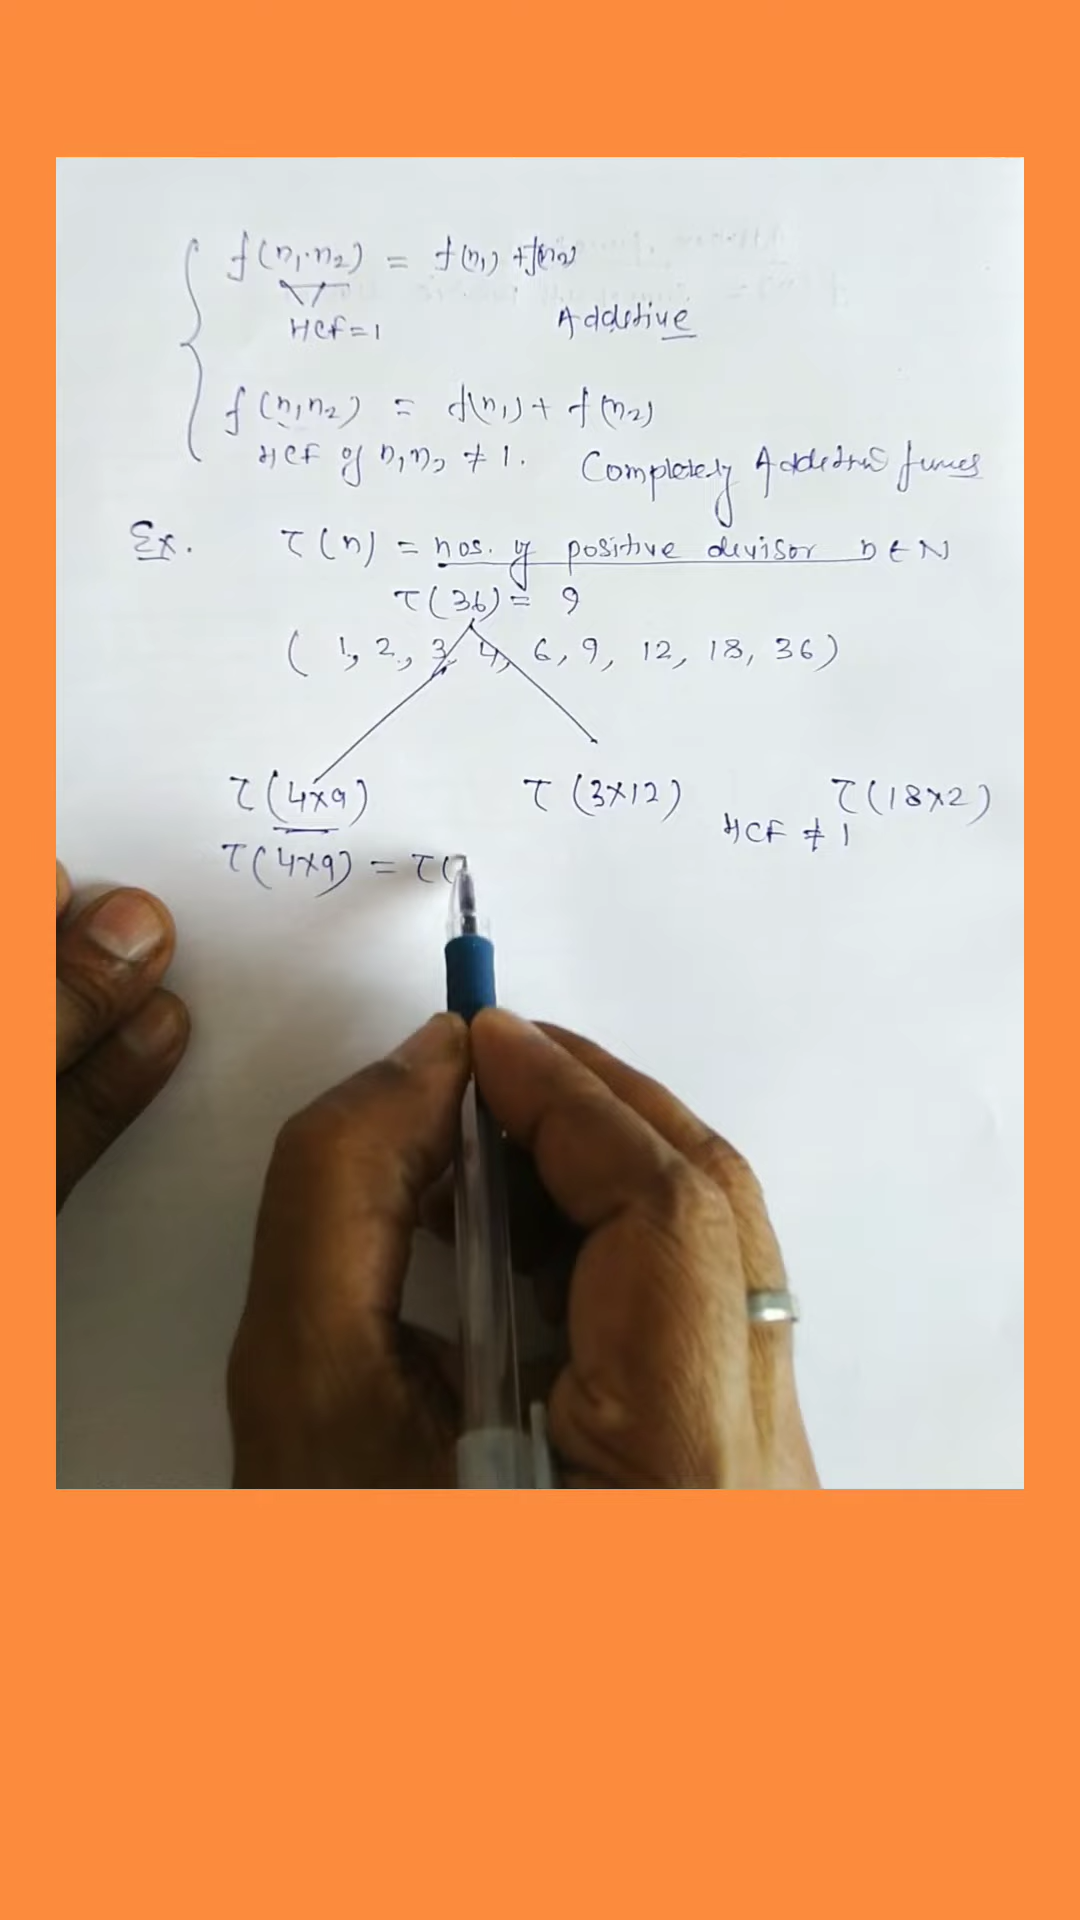 f(n₁.n₂) = f(n₁) + f(n₂)
HCF=1 Additive
f(n₁n₂) = f(n₁) + f(n₂)
HCF of n₁n₂ ≠ 1. Completely
Ex. τ(n) = nos. of positive divisor n ∈ N
τ(36) = 9
( 1, 2, 3, 4, 6, 9, 12, 18, 36)
τ(4×9) τ(3×12) τ(18×2)
HCF ≠ 1
τ(4×9) = τ(